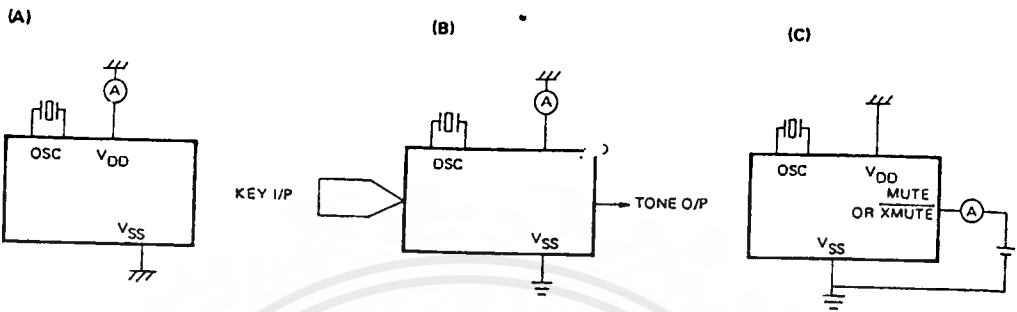 (A)
A
OSC
VDD
VSS
(B)
A
OSC
KEY I/P
TONE O/P
VSS
(C)
OSC
VDD
MUTE
OR XMUTE
A
VSS